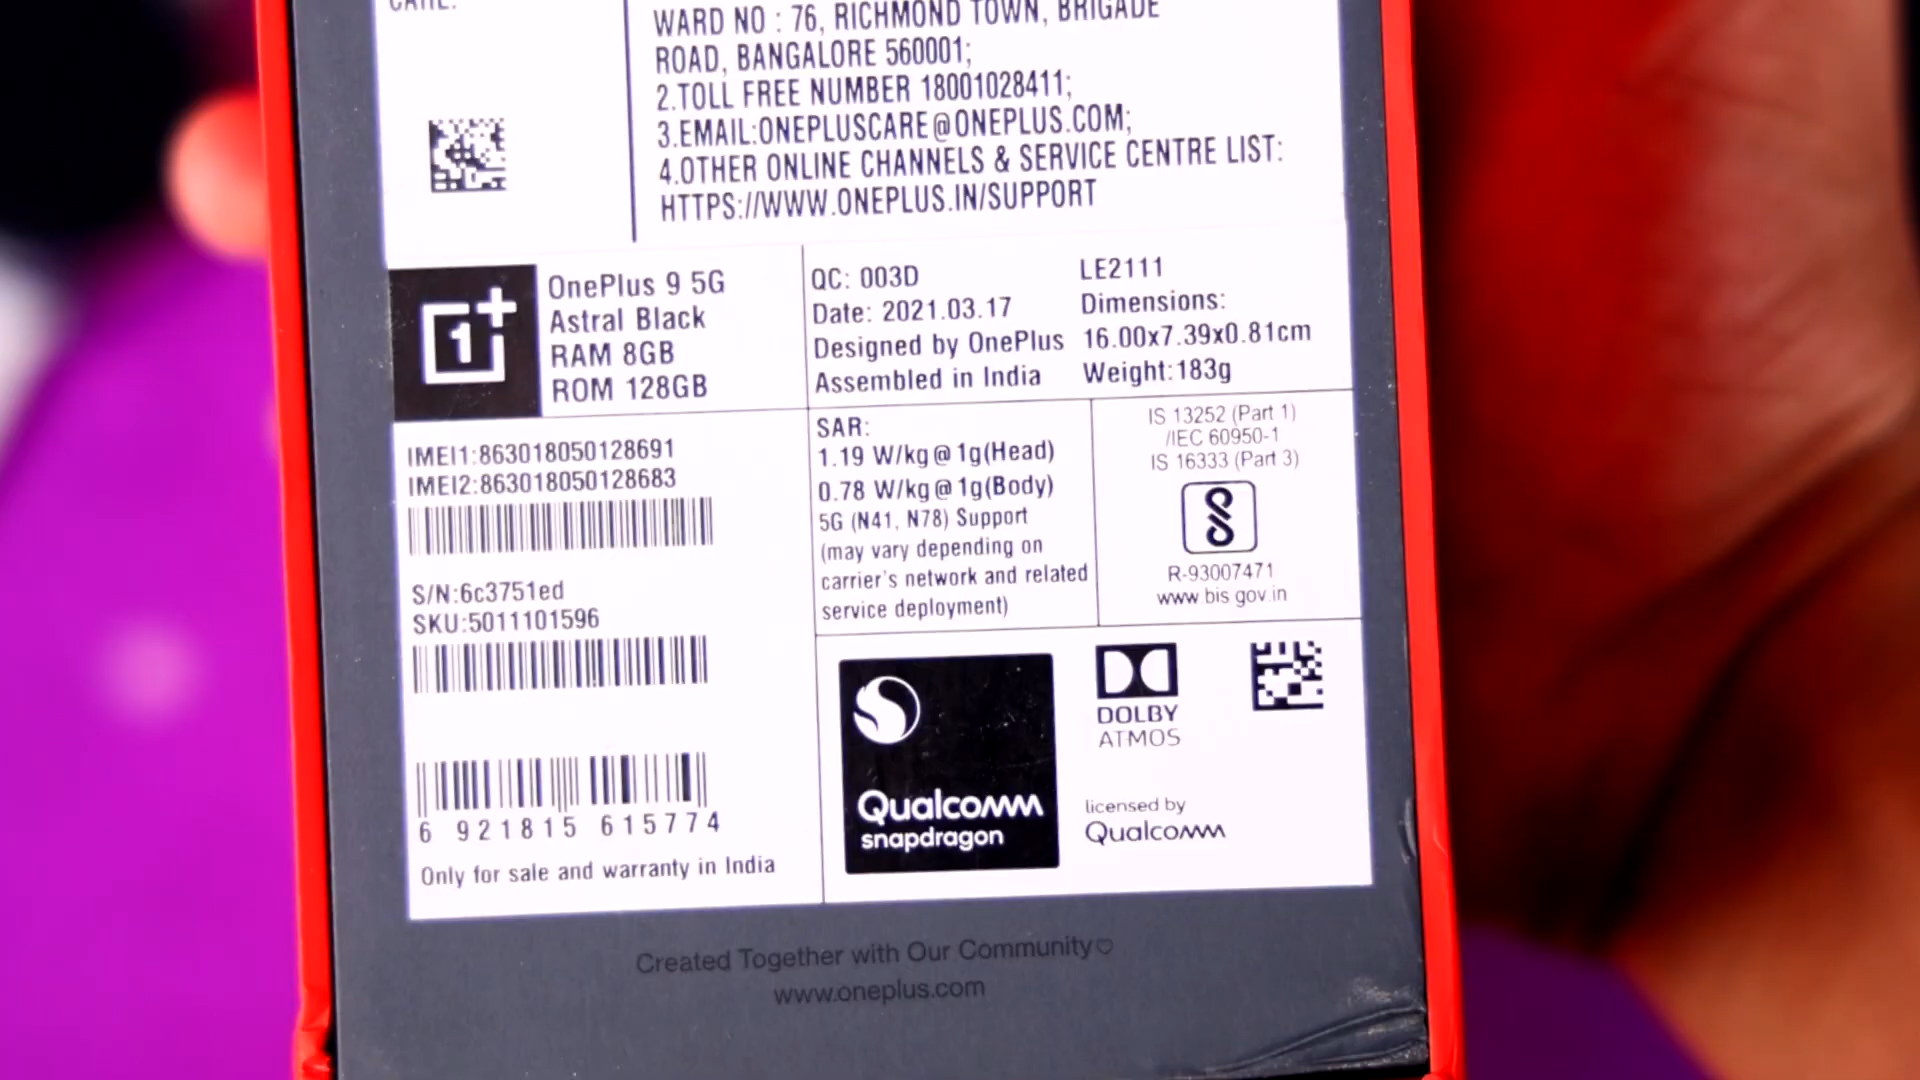 CARE.
WARD NO : 76, RICHMOND TOWN, BRIGADE
ROAD, BANGALORE 560001;
2.TOLL FREE NUMBER 18001028411;
3.EMAIL:ONEPLUSCARE@ONEPLUS.COM;
4.OTHER ONLINE CHANNELS & SERVICE CENTRE LIST:
HTTPS://WWW.ONEPLUS.IN/SUPPORT
OnePlus 9 5G
Astral Black
RAM 8GB
ROM 128GB
QC: 003D
Date: 2021.03.17
Designed by OnePlus
Assembled in India
LE2111
Dimensions:
16.00x7.39x0.81cm
Weight:183g
IMEI1:863018050128691
IMEI2:863018050128683
S/N:6c3751ed
SKU:5011101596
6 921815 615774
Only for sale and warranty in India
SAR:
1.19 W/kg@1g(Head)
0.78 W/kg@1g(Body)
5G (N41, N78) Support
(may vary depending on
carrier's network and related
service deployment)
IS 13252 (Part 1)
/IEC 60950-1
IS 16333 (Part 3)
R-93007471
www.bis.gov.in
Qualcomm
snapdragon
DOLBY
ATMOS
licensed by
Qualcomm
Created Together with Our Community♡
www.oneplus.com